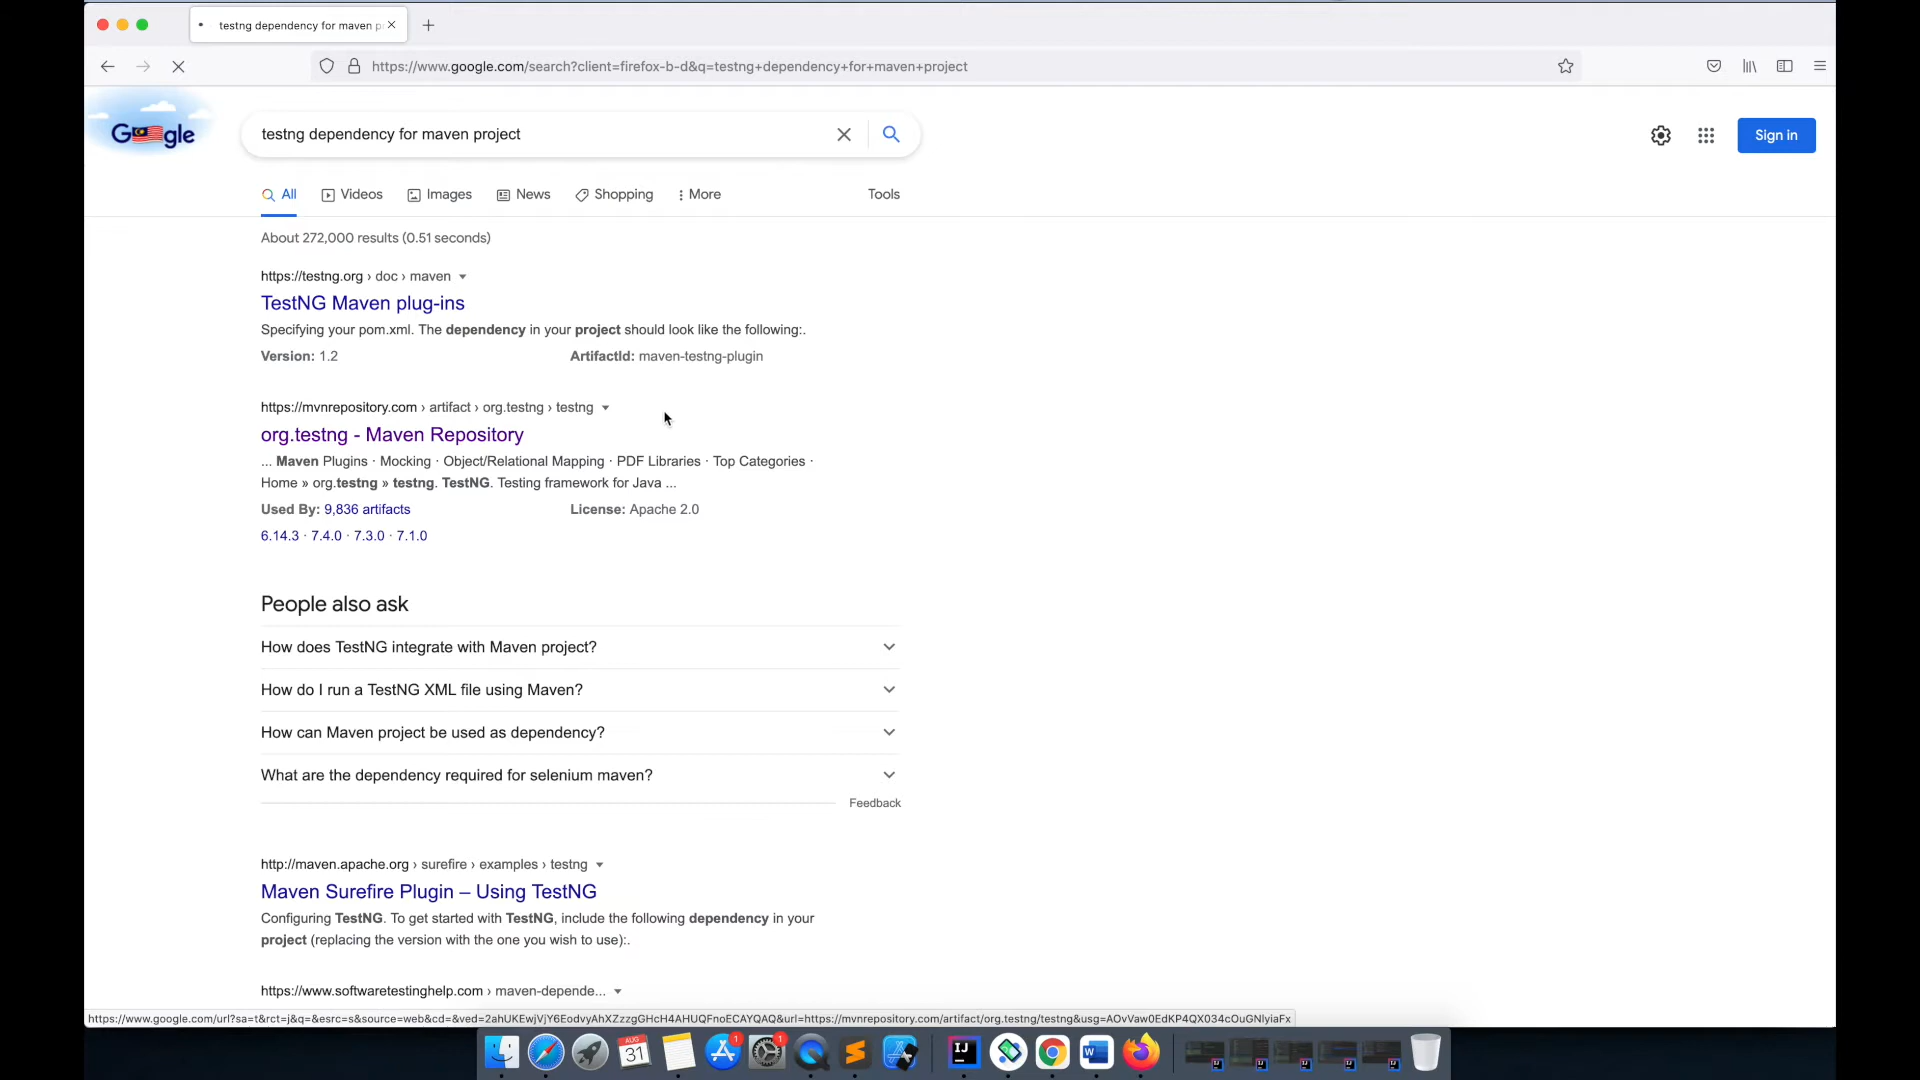 testng dependency for maven p
https://www.google.com/search?client=firefox-b-d&q=testng+dependency+for+maven+project
Google
testng dependency for maven project
Sign in
All Videos Images News Shopping More Tools
About 272,000 results (0.51 seconds)
https://testng.org › doc › maven
TestNG Maven plug-ins
Specifying your pom.xml. The dependency in your project should look like the following:.
Version: 1.2 ArtifactId: maven-testng-plugin
https://mvnrepository.com › artifact › org.testng › testng
org.testng - Maven Repository
... Maven Plugins · Mocking · Object/Relational Mapping · PDF Libraries · Top Categories ·
Home » org.testng » testng. TestNG. Testing framework for Java ...
Used By: 9,836 artifacts License: Apache 2.0
6.14.3 · 7.4.0 · 7.3.0 · 7.1.0
People also ask
How does TestNG integrate with Maven project?
How do I run a TestNG XML file using Maven?
How can Maven project be used as dependency?
What are the dependency required for selenium maven?
Feedback
http://maven.apache.org › surefire › examples › testng
Maven Surefire Plugin – Using TestNG
Configuring TestNG. To get started with TestNG, include the following dependency in your
project (replacing the version with the one you wish to use):.
https://www.softwaretestinghelp.com › maven-depende...
https://www.google.com/url?sa=t&rct=j&q=&esrc=s&source=web&cd=&ved=2ahUKEwjVjY6EodvyAhXZzzgGHcH4AHUQFnoECAYQAQ&url=https://mvnrepository.com/artifact/org.testng/testng&usg=AOvVaw0EdKP4QX034cOuGNlyiaFx
AUG
31
1
1
IJ
W